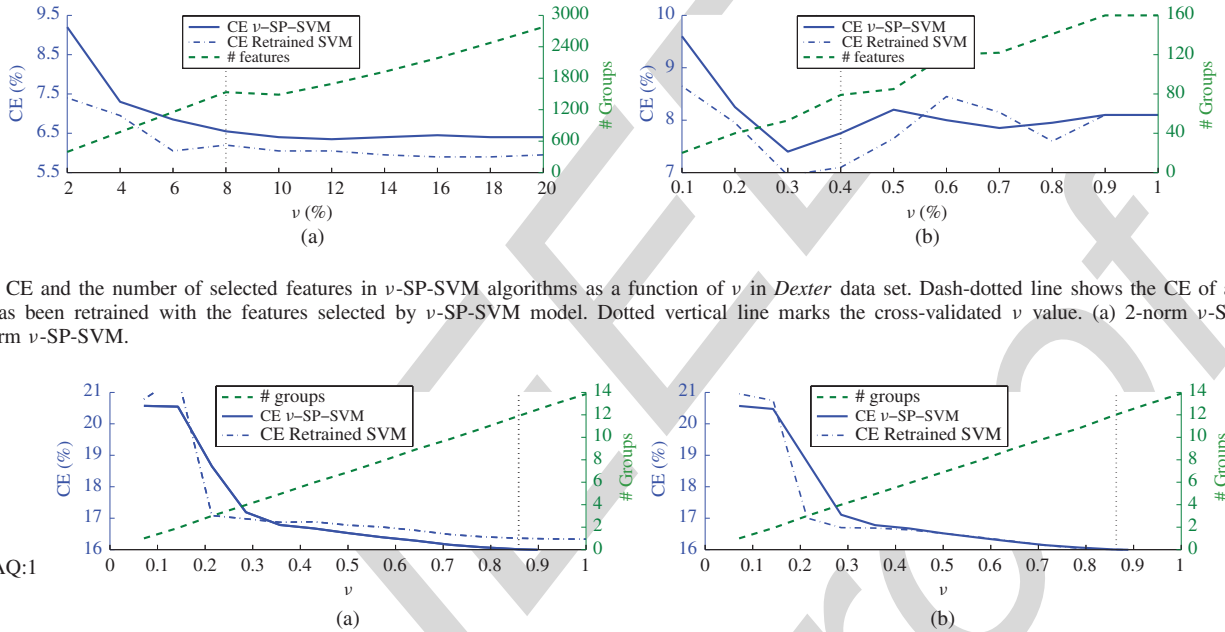 9.5
8.5
7.5
6.5
5.5
CE (%)
2 4 6 8 10 12 14 16 18 20
ν (%)
3000
2400
1800
1200
600
0
# Groups
CE ν−SP−SVM
CE Retrained SVM
# features
(a)
10
9
8
7
CE (%)
0.1 0.2 0.3 0.4 0.5 0.6 0.7 0.8 0.9 1
ν (%)
160
120
80
40
0
# Groups
CE ν−SP−SVM
CE Retrained SVM
# features
(b)
CE and the number of selected features in ν-SP-SVM algorithms as a function of ν in Dexter data set. Dash-dotted line shows the CE of
as been retrained with the features selected by ν-SP-SVM model. Dotted vertical line marks the cross-validated ν value. (a) 2-norm ν-S
rm ν-SP-SVM.
21
20
19
18
17
16
CE (%)
0 0.1 0.2 0.3 0.4 0.5 0.6 0.7 0.8 0.9 1
ν
14
12
10
8
6
4
2
0
# Groups
# groups
CE ν−SP−SVM
CE Retrained SVM
(a)
AQ:1
21
20
19
18
17
16
CE (%)
0 0.1 0.2 0.3 0.4 0.5 0.6 0.7 0.8 0.9 1
ν
14
12
10
8
6
4
2
0
# Groups
# groups
CE ν−SP−SVM
CE Retrained SVM
(b)